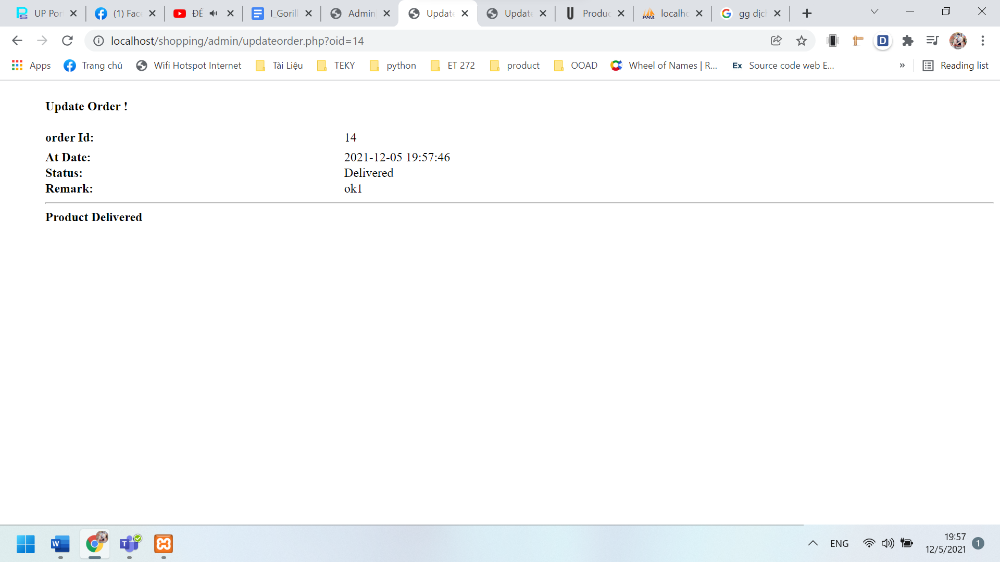 UP Por
(1) Face
ĐỂ
I_Gorill
Admin
Update
Update
Produc
localho
gg dịch
localhost/shopping/admin/updateorder.php?oid=14
Apps
Trang chủ
Wifi Hotspot Internet
Tài Liệu
TEKY
python
ET 272
product
OOAD
Wheel of Names | R...
Ex Source code web E...
»
Reading list
Update Order !
order Id: 14
At Date: 2021-12-05 19:57:46
Status: Delivered
Remark: ok1
Product Delivered
ENG
19:57
12/5/2021
1